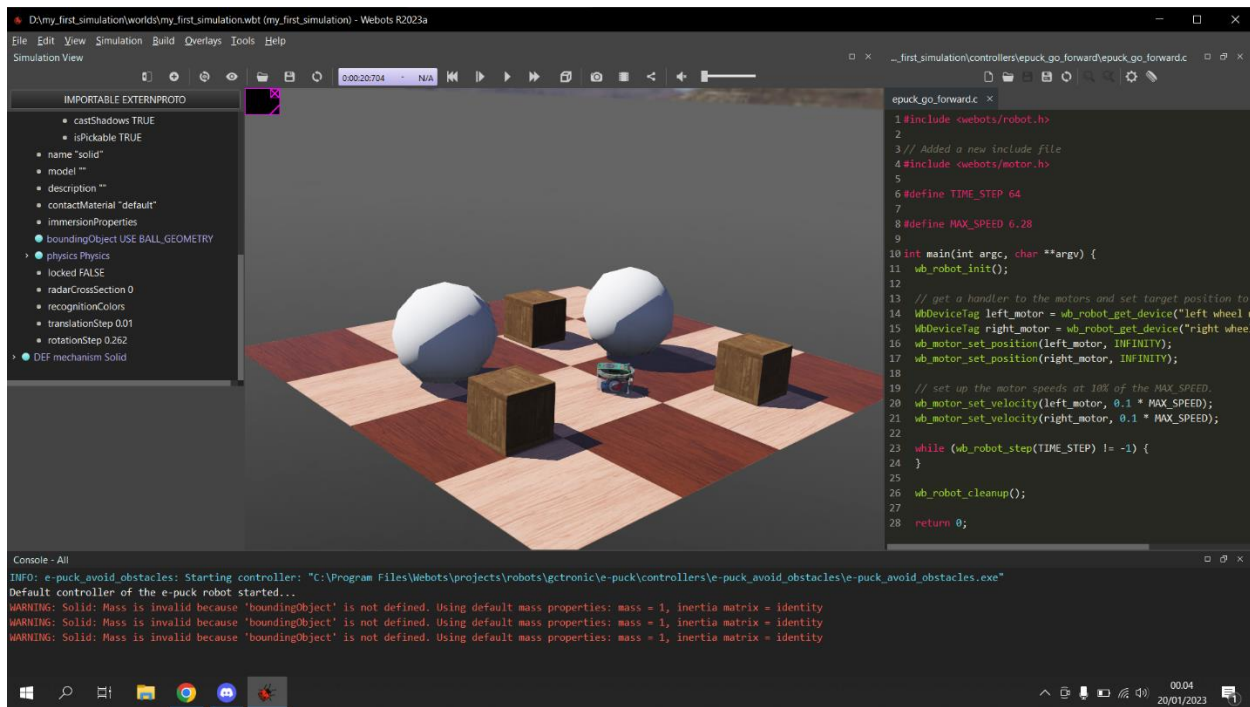 D:\my_first_simulation\worlds\my_first_simulation.wbt (my_first_simulation) - Webots R2023a
File Edit View Simulation Build Overlays Tools Help
Simulation View
0:00:20:704 - N/A
IMPORTABLE EXTERNPROTO
castShadows TRUE
isPickable TRUE
name "solid"
model ""
description ""
contactMaterial "default"
immersionProperties
boundingObject USE BALL_GEOMETRY
physics Physics
locked FALSE
radarCrossSection 0
recognitionColors
translationStep 0.01
rotationStep 0.262
DEF mechanism Solid
..._first_simulation\controllers\epuck_go_forward\epuck_go_forward.c
epuck_go_forward.c
1 #include <webots/robot.h>
2
3 // Added a new include file
4 #include <webots/motor.h>
5
6 #define TIME_STEP 64
7
8 #define MAX_SPEED 6.28
9
10 int main(int argc, char **argv) {
11 wb_robot_init();
12
13 // get a handler to the motors and set target position to
14 WbDeviceTag left_motor = wb_robot_get_device("left wheel
15 WbDeviceTag right_motor = wb_robot_get_device("right whee
16 wb_motor_set_position(left_motor, INFINITY);
17 wb_motor_set_position(right_motor, INFINITY);
18
19 // set up the motor speeds at 10% of the MAX_SPEED.
20 wb_motor_set_velocity(left_motor, 0.1 * MAX_SPEED);
21 wb_motor_set_velocity(right_motor, 0.1 * MAX_SPEED);
22
23 while (wb_robot_step(TIME_STEP) != -1) {
24 }
25
26 wb_robot_cleanup();
27
28 return 0;
Console - All
INFO: e-puck_avoid_obstacles: Starting controller: "C:\Program Files\Webots\projects\robots\gctronic\e-puck\controllers\e-puck_avoid_obstacles\e-puck_avoid_obstacles.exe"
Default controller of the e-puck robot started...
WARNING: Solid: Mass is invalid because 'boundingObject' is not defined. Using default mass properties: mass = 1, inertia matrix = identity
WARNING: Solid: Mass is invalid because 'boundingObject' is not defined. Using default mass properties: mass = 1, inertia matrix = identity
WARNING: Solid: Mass is invalid because 'boundingObject' is not defined. Using default mass properties: mass = 1, inertia matrix = identity
00.04
20/01/2023
1